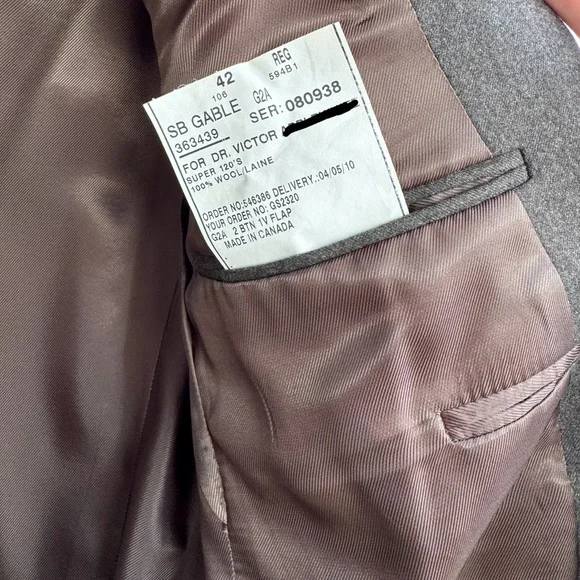 42 REG
106 594B1
SB GABLE G2A
363439 SER: 080938
FOR DR. VICTOR
SUPER 120'S
100% WOOL/LAINE
ORDER NO:546386 DELIVERY.:04/05/10
YOUR ORDER NO: GS2320
G2A 2 BTN 1V FLAP
MADE IN CANADA